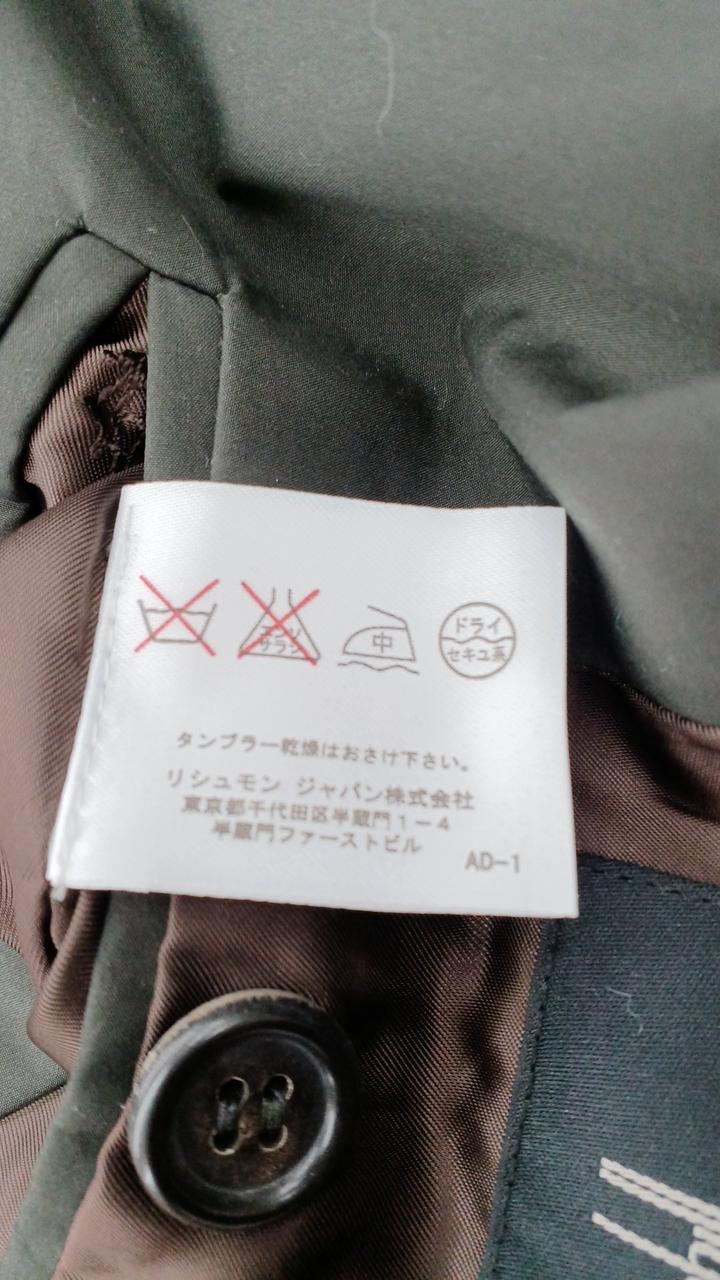 エンソ
サラシ
中
ドライ
セキユ系
タンブラー乾燥はおさけ下さい。
リシュモン ジャパン株式会社
東京都千代田区半蔵門1-4
半蔵門ファーストビル
AD-1